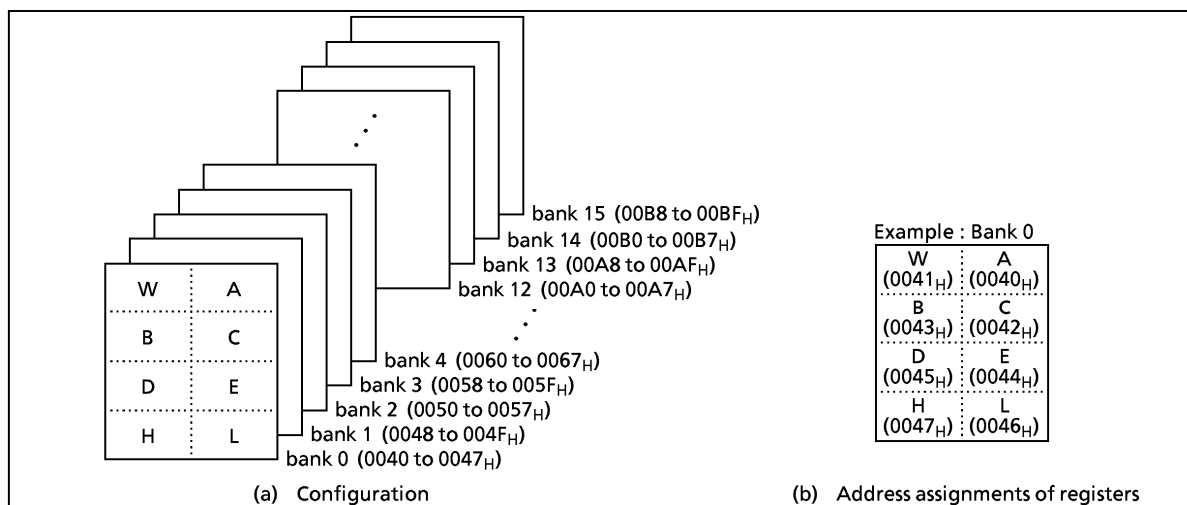 bank 15 (00B8 to 00BFH)
bank 14 (00B0 to 00B7H)
bank 13 (00A8 to 00AFH)
bank 12 (00A0 to 00A7H)
bank 4 (0060 to 0067H)
bank 3 (0058 to 005FH)
bank 2 (0050 to 0057H)
bank 1 (0048 to 004FH)
bank 0 (0040 to 0047H)
W A
B C
D E
H L
(a) Configuration
Example : Bank 0
W A
(0041H) (0040H)
B C
(0043H) (0042H)
D E
(0045H) (0044H)
H L
(0047H) (0046H)
(b) Address assignments of registers